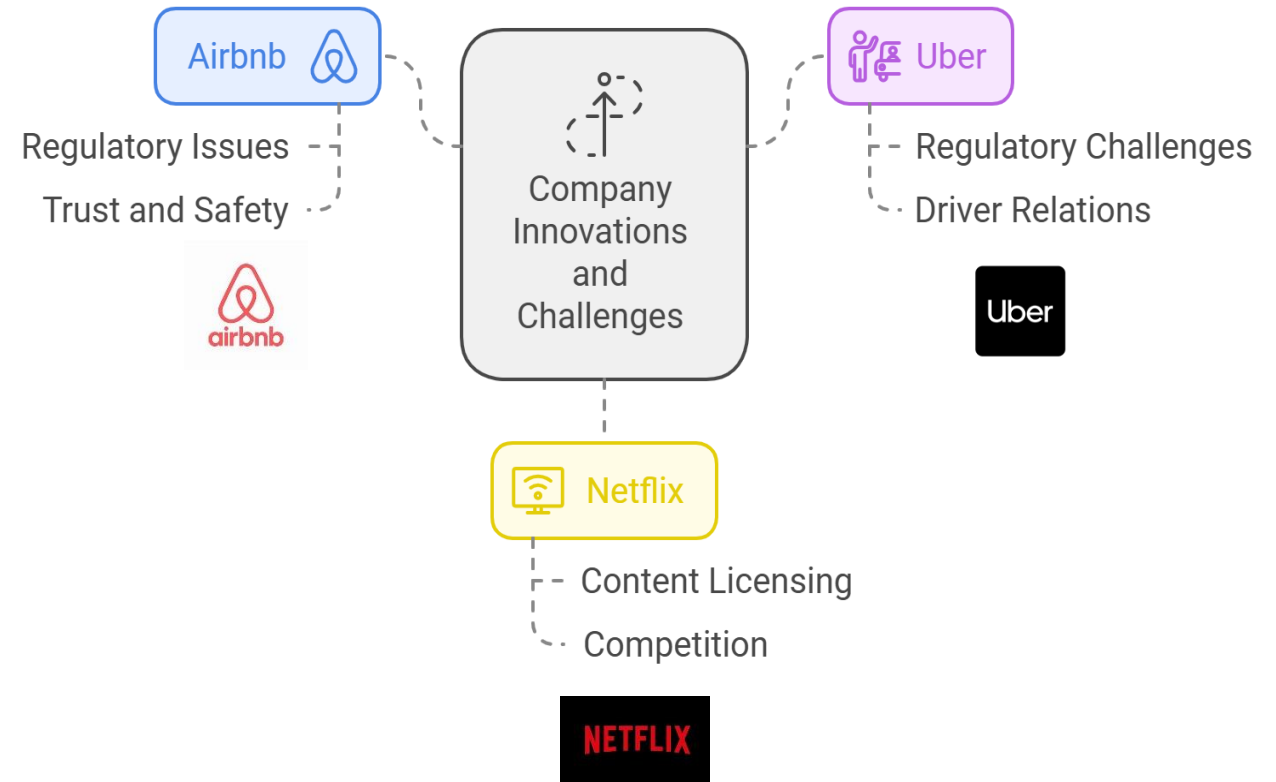 Airbnb
Regulatory Issues
Trust and Safety
airbnb
Company
Innovations
and
Challenges
Uber
Regulatory Challenges
Driver Relations
Uber
Netflix
Content Licensing
Competition
NETFLIX